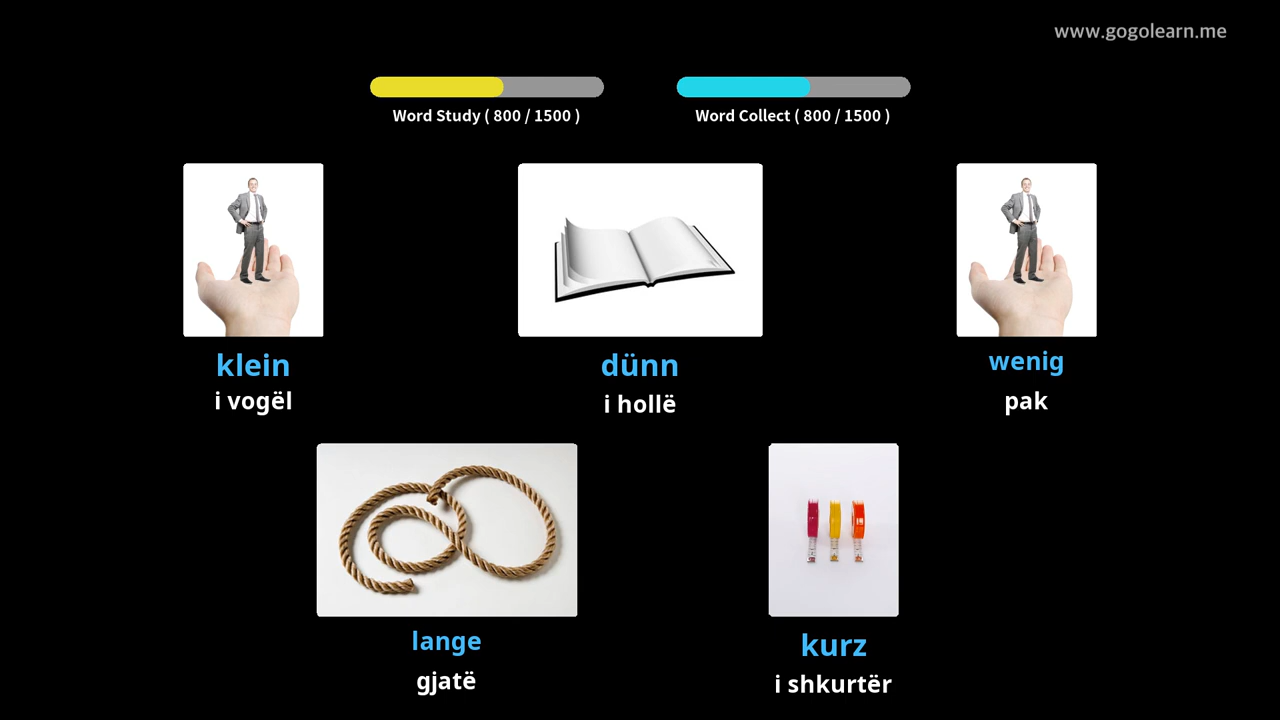 www.gogolearn.me
Word Study ( 800 / 1500 )
Word Collect ( 800 / 1500 )
klein
i vogël
dünn
i hollë
wenig
pak
lange
gjatë
kurz
i shkurtër